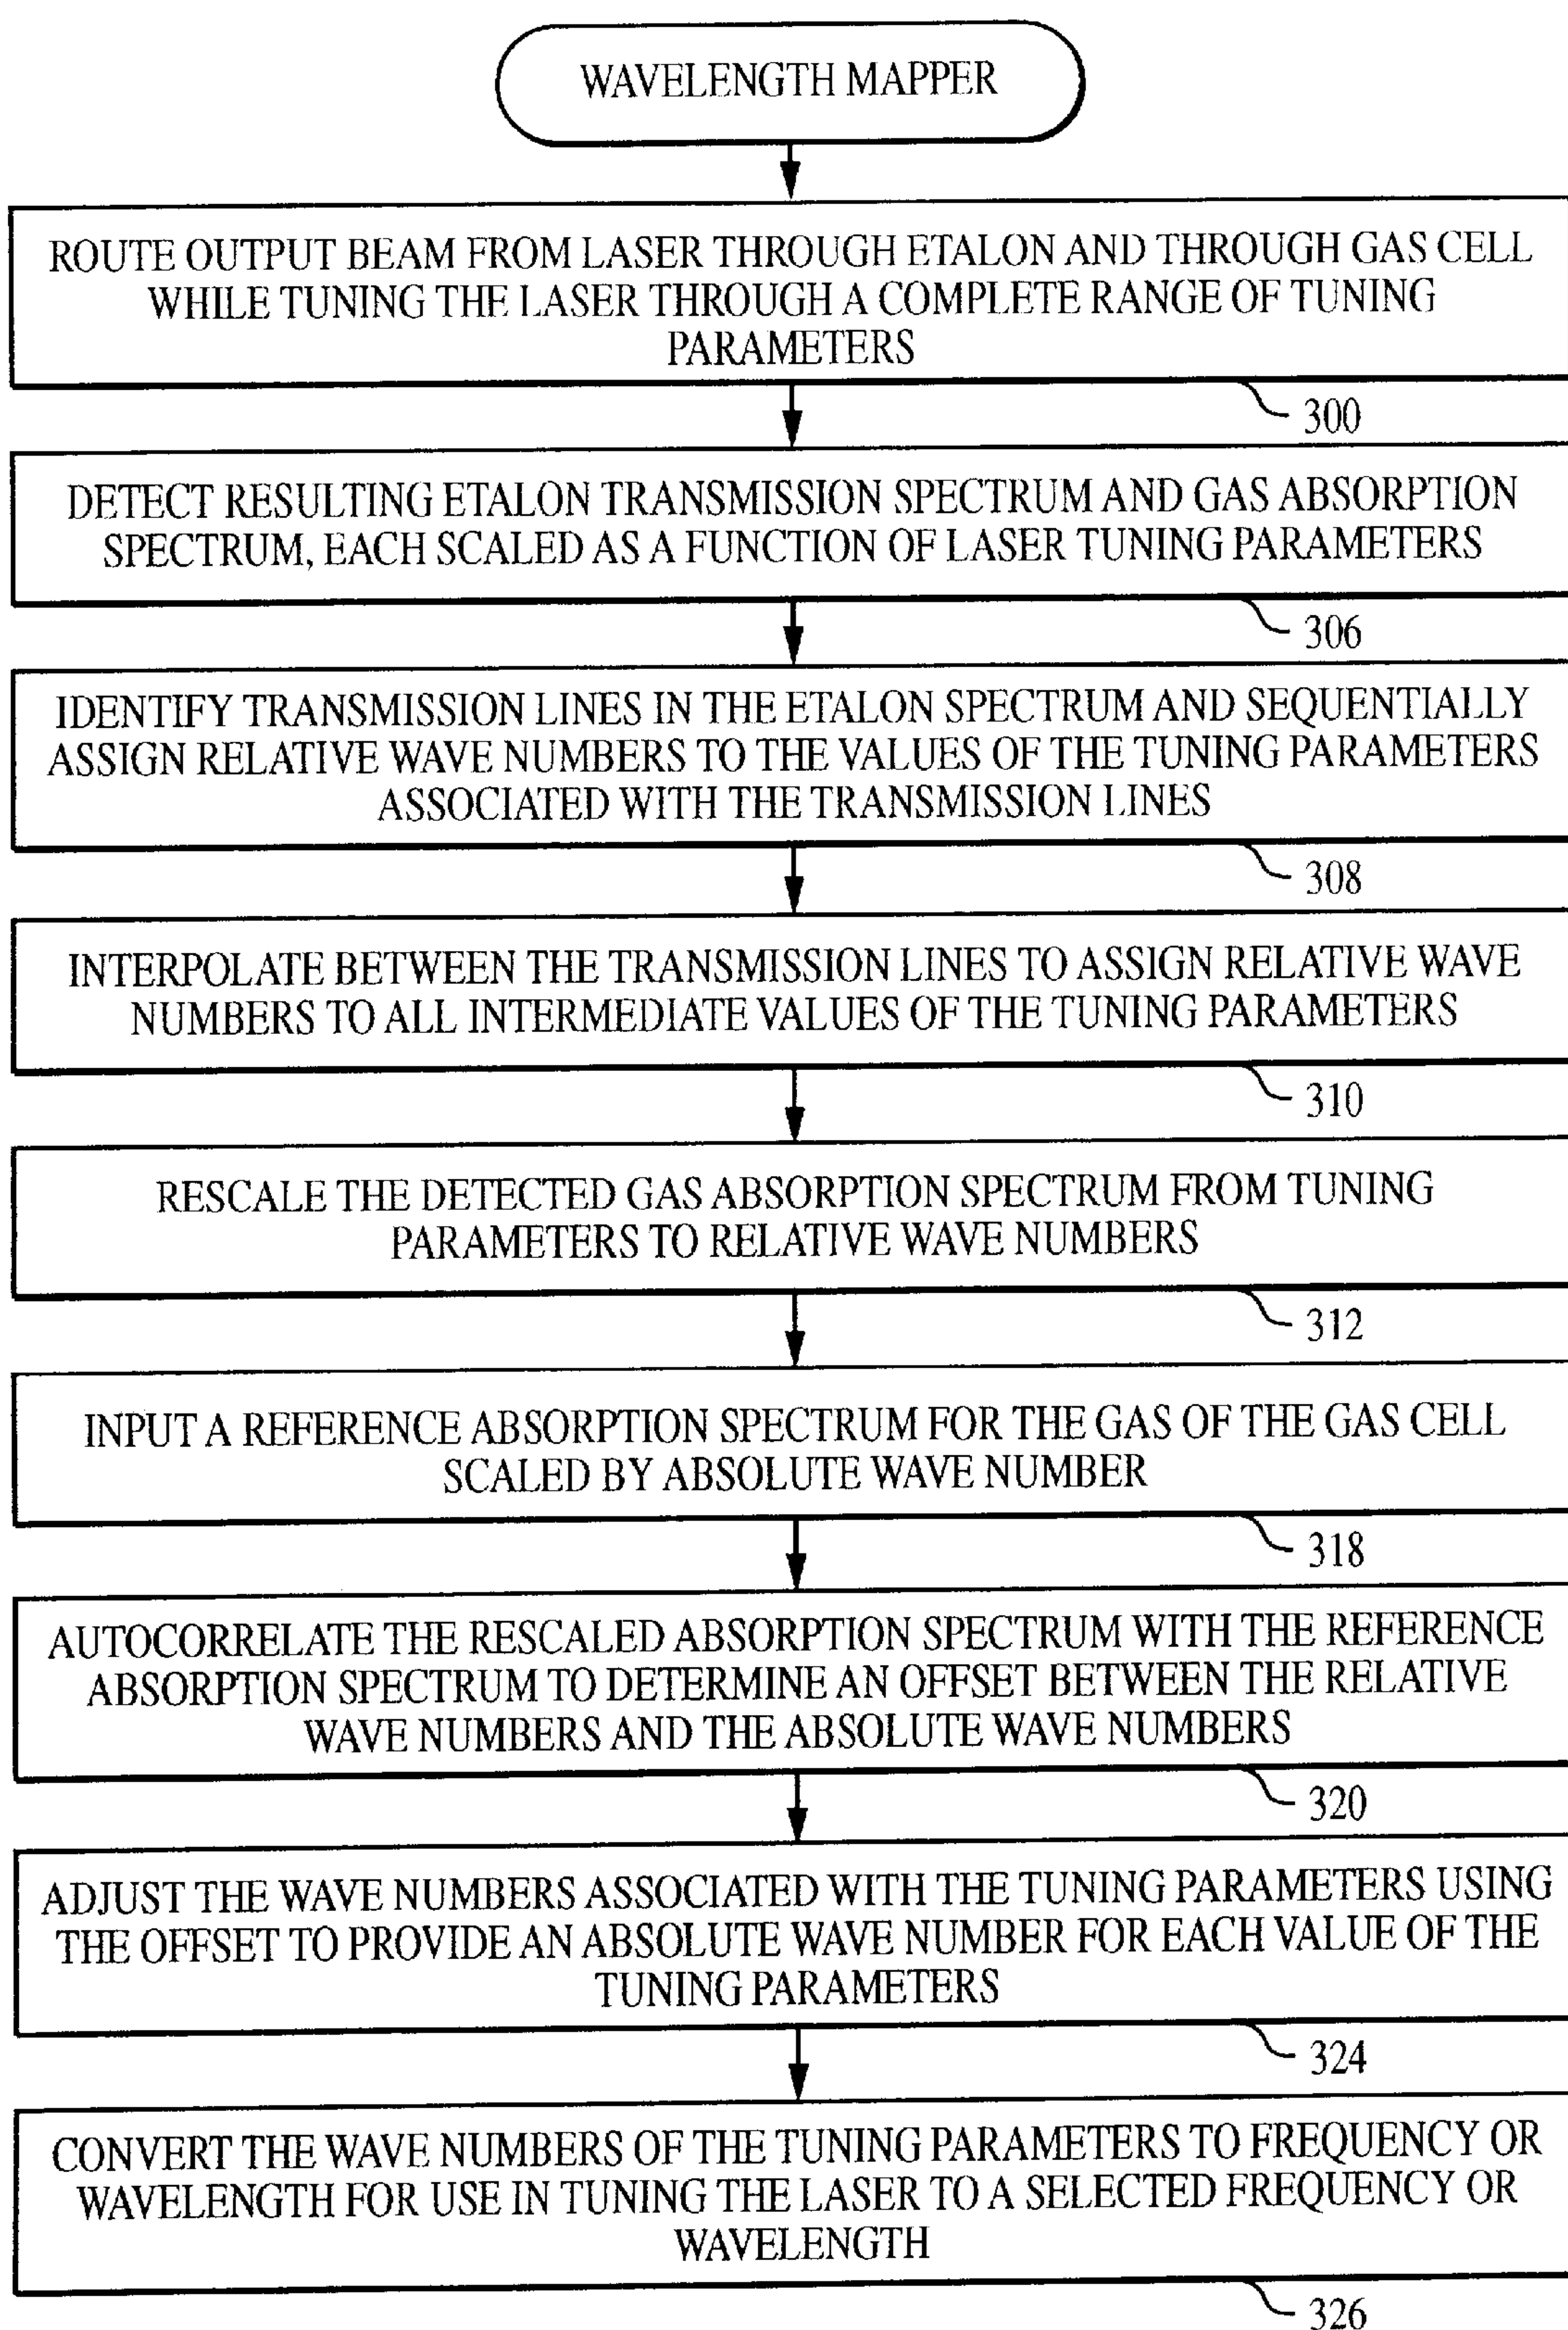 WAVELENGTH MAPPER
ROUTE OUTPUT BEAM FROM LASER THROUGH ETALON AND THROUGH GAS CELL
WHILE TUNING THE LASER THROUGH A COMPLETE RANGE OF TUNING
PARAMETERS
300
DETECT RESULTING ETALON TRANSMISSION SPECTRUM AND GAS ABSORPTION
SPECTRUM, EACH SCALED AS A FUNCTION OF LASER TUNING PARAMETERS
306
IDENTIFY TRANSMISSION LINES IN THE ETALON SPECTRUM AND SEQUENTIALLY
ASSIGN RELATIVE WAVE NUMBERS TO THE VALUES OF THE TUNING PARAMETERS
ASSOCIATED WITH THE TRANSMISSION LINES
308
INTERPOLATE BETWEEN THE TRANSMISSION LINES TO ASSIGN RELATIVE WAVE
NUMBERS TO ALL INTERMEDIATE VALUES OF THE TUNING PARAMETERS
310
RESCALE THE DETECTED GAS ABSORPTION SPECTRUM FROM TUNING
PARAMETERS TO RELATIVE WAVE NUMBERS
312
INPUT A REFERENCE ABSORPTION SPECTRUM FOR THE GAS OF THE GAS CELL
SCALED BY ABSOLUTE WAVE NUMBER
318
AUTOCORRELATE THE RESCALED ABSORPTION SPECTRUM WITH THE REFERENCE
ABSORPTION SPECTRUM TO DETERMINE AN OFFSET BETWEEN THE RELATIVE
WAVE NUMBERS AND THE ABSOLUTE WAVE NUMBERS
320
ADJUST THE WAVE NUMBERS ASSOCIATED WITH THE TUNING PARAMETERS USING
THE OFFSET TO PROVIDE AN ABSOLUTE WAVE NUMBER FOR EACH VALUE OF THE
TUNING PARAMETERS
324
CONVERT THE WAVE NUMBERS OF THE TUNING PARAMETERS TO FREQUENCY OR
WAVELENGTH FOR USE IN TUNING THE LASER TO A SELECTED FREQUENCY OR
WAVELENGTH
326